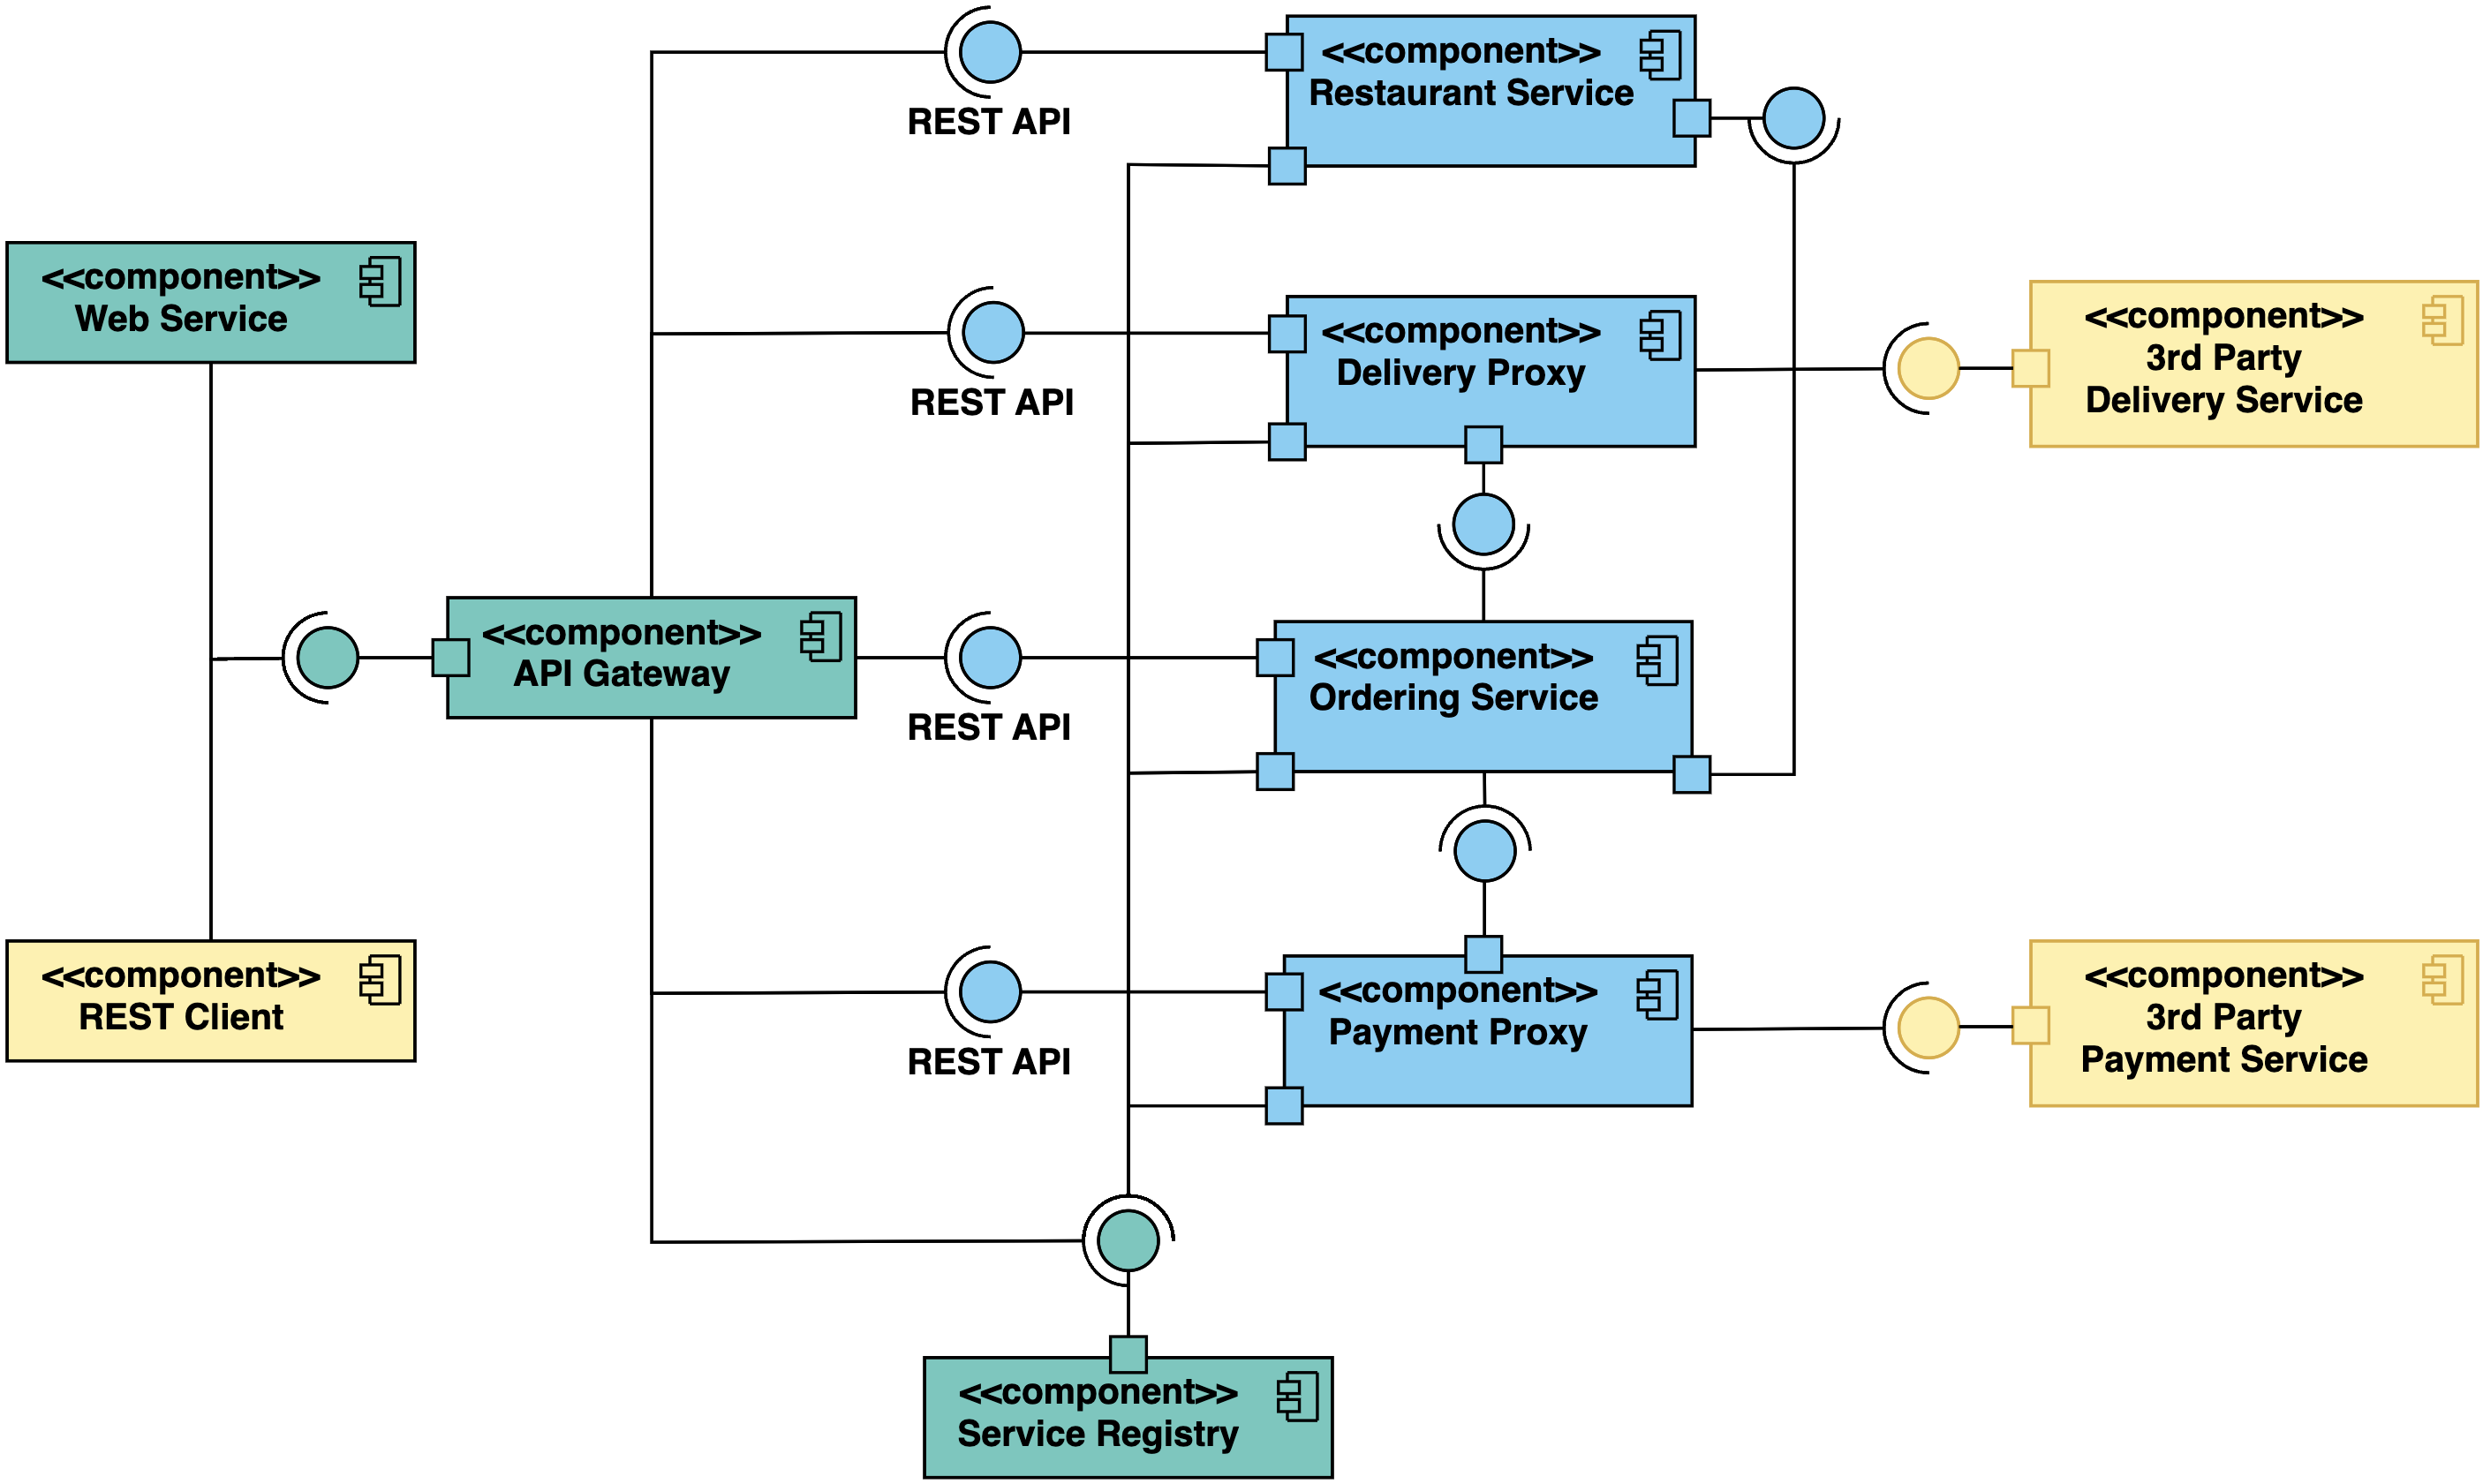 <<component>>
Restaurant Service
REST API
<<component>>
Web Service
<<component>>
Delivery Proxy
REST API
<<component>>
3rd Party
Delivery Service
<<component>>
API Gateway
REST API
<<component>>
Ordering Service
<<component>>
REST Client
REST API
<<component>>
Payment Proxy
<<component>>
3rd Party
Payment Service
<<component>>
Service Registry